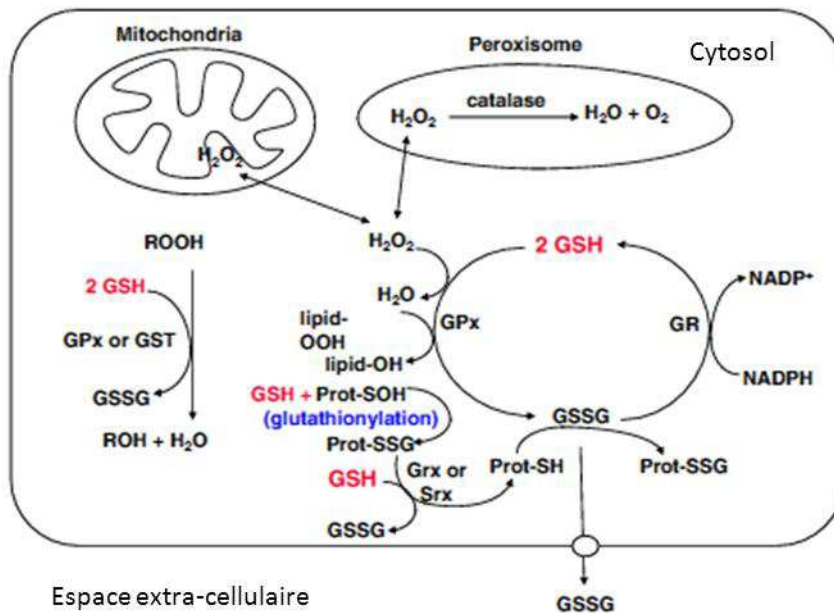 Mitochondria
Peroxisome
Cytosol
H₂O₂
H₂O₂
catalase
H₂O + O₂
ROOH
2 GSH
GPx or GST
GSSG
ROH + H₂O
H₂O₂
H₂O
lipid-
OOH
lipid-OH
GPx
2 GSH
GR
NADP⁺
NADPH
GSSG
GSH + Prot-SOH
(glutathionylation)
Prot-SSG
GSH
Grx or
Srx
GSSG
Prot-SH
Prot-SSG
GSSG
Espace extra-cellulaire